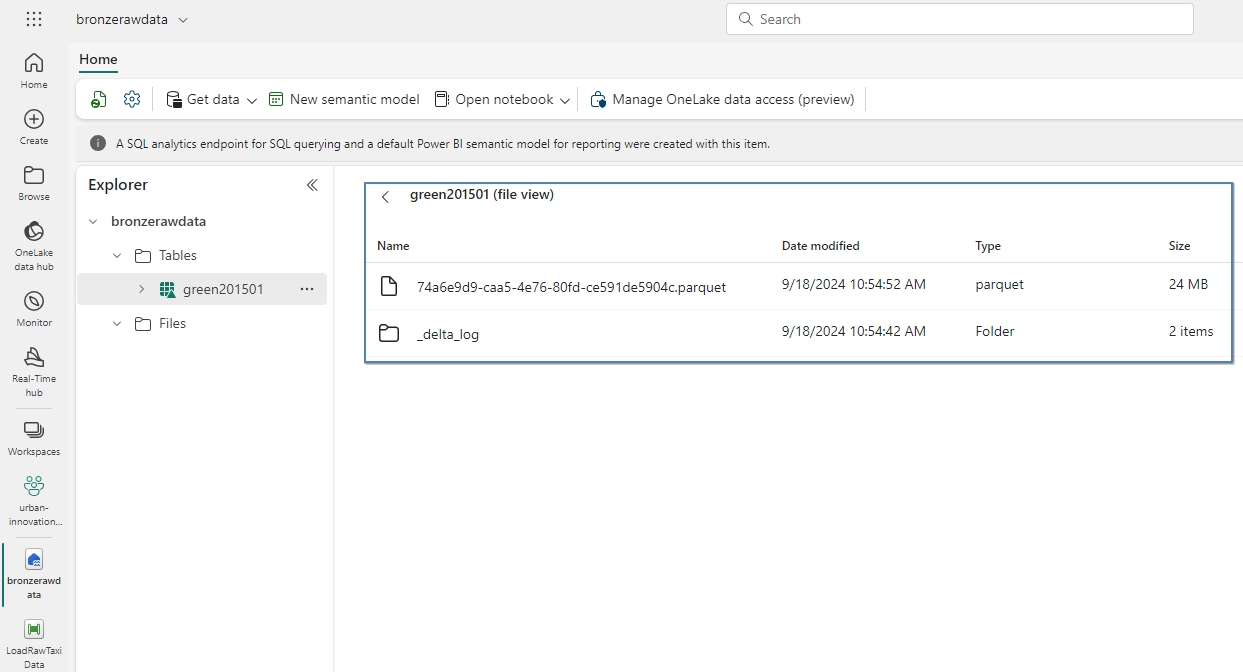 bronzerawdata
Search
Home
Create
Browse
OneLake
data hub
Monitor
Real-Time
hub
Workspaces
urban-
innovation...
bronzerawd
ata
LoadRawTaxi
Data
Home
Get data
New semantic model
Open notebook
Manage OneLake data access (preview)
A SQL analytics endpoint for SQL querying and a default Power BI semantic model for reporting were created with this item.
Explorer
bronzerawdata
Tables
green201501
Files
green201501 (file view)
Name Date modified Type Size
74a6e9d9-caa5-4e76-80fd-ce591de5904c.parquet 9/18/2024 10:54:52 AM parquet 24 MB
_delta_log 9/18/2024 10:54:42 AM Folder 2 items